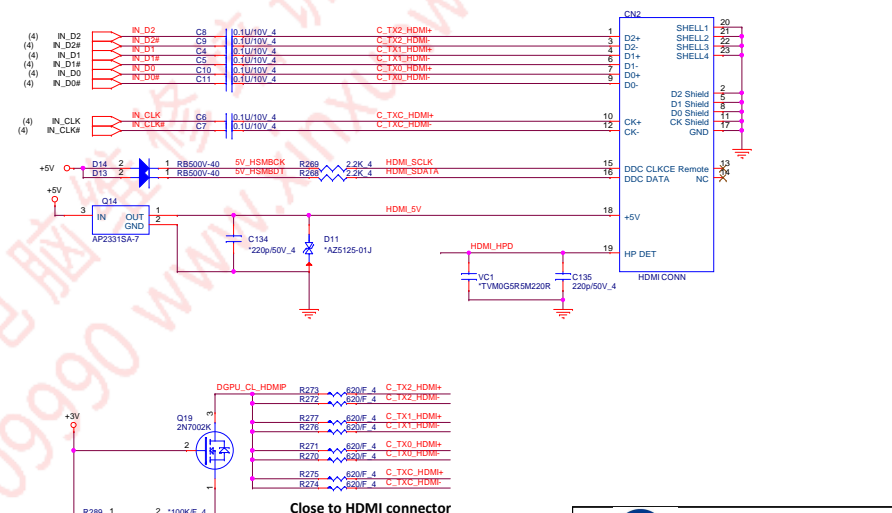 CN2
(4) IN_D2 IN_D2 C8 0.1U/10V_4 C_TX2_HDMI+ 1 D2+ SHELL1 20
(4) IN_D2# IN_D2# C9 0.1U/10V_4 C_TX2_HDMI- 3 D2- SHELL2 21
(4) IN_D1 IN_D1 C4 0.1U/10V_4 C_TX1_HDMI+ 4 D1+ SHELL3 22
(4) IN_D1# IN_D1# C5 0.1U/10V_4 C_TX1_HDMI- 6 D1- SHELL4 23
(4) IN_D0 IN_D0 C10 0.1U/10V_4 C_TX0_HDMI+ 7 D0+
(4) IN_D0# IN_D0# C11 0.1U/10V_4 C_TX0_HDMI- 9 D0-
D2 Shield 2
D1 Shield 5
D0 Shield 8
(4) IN_CLK IN_CLK C6 0.1U/10V_4 C_TXC_HDMI+ 10 CK+ CK Shield 11
(4) IN_CLK# IN_CLK# C7 0.1U/10V_4 C_TXC_HDMI- 12 CK- GND 17
+5V D14 2 1 RB500V-40 5V_HSMBCK R269 2.2K_4 HDMI_SCLK 15 DDC CLK CE Remote 13
D13 2 1 RB500V-40 5V_HSMBDT R268 2.2K_4 HDMI_SDATA 16 DDC DATA NC 14
+5V
Q14
3 IN OUT 1 HDMI_5V 18 +5V
GND 2
AP2331SA-7
C134 D11
*220p/50V_4 *AZ5125-01J
HDMI_HPD 19 HP DET
VC1 C135 HDMI CONN
*TVM0G5R5M220R 220p/50V_4
DGPU_CL_HDMIP R273 620/F_4 C_TX2_HDMI+
R272 620/F_4 C_TX2_HDMI-
+3V
Q19 3 R277 620/F_4 C_TX1_HDMI+
2N7002K R276 620/F_4 C_TX1_HDMI-
2 R271 620/F_4 C_TX0_HDMI+
R270 620/F_4 C_TX0_HDMI-
R275 620/F_4 C_TXC_HDMI+
1 R274 620/F_4 C_TXC_HDMI-
Close to HDMI connector
R289 1 2 *100K/F_4